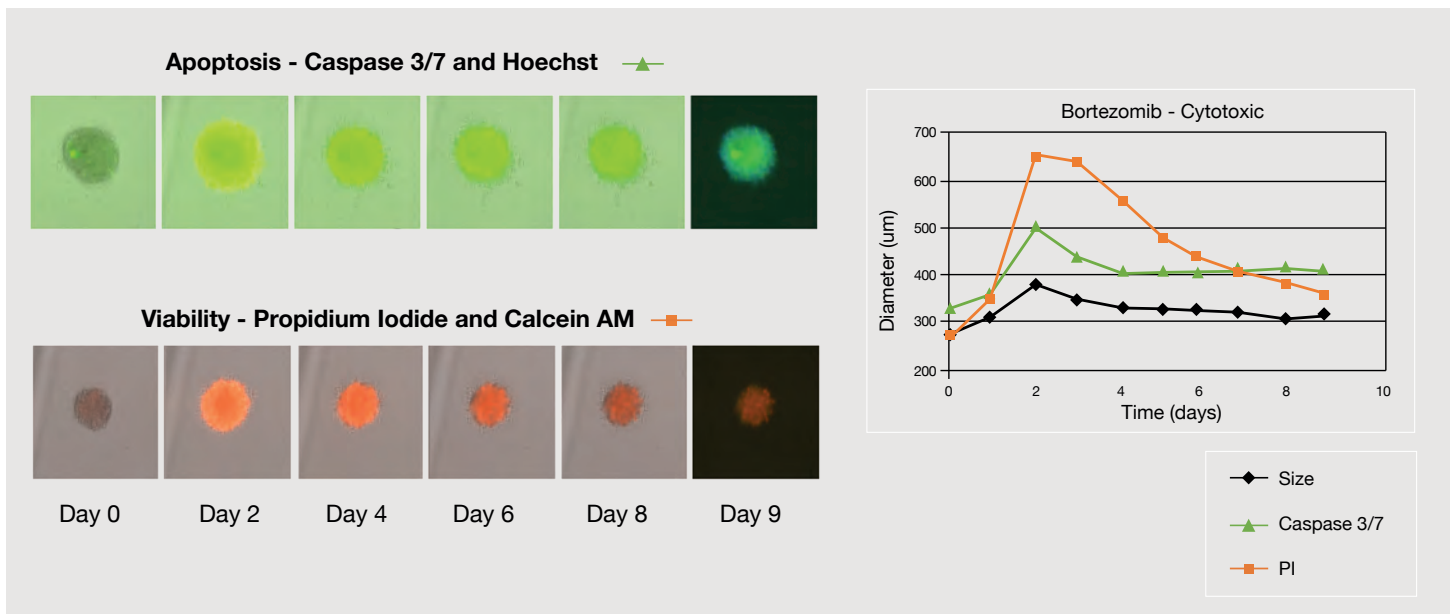 Apoptosis - Caspase 3/7 and Hoechst
Viability - Propidium Iodide and Calcein AM
Day 0
Day 2
Day 4
Day 6
Day 8
Day 9
Bortezomib - Cytotoxic
Diameter (um)
700
600
500
400
300
200
0
2
4
6
8
10
Time (days)
Size
Caspase 3/7
PI